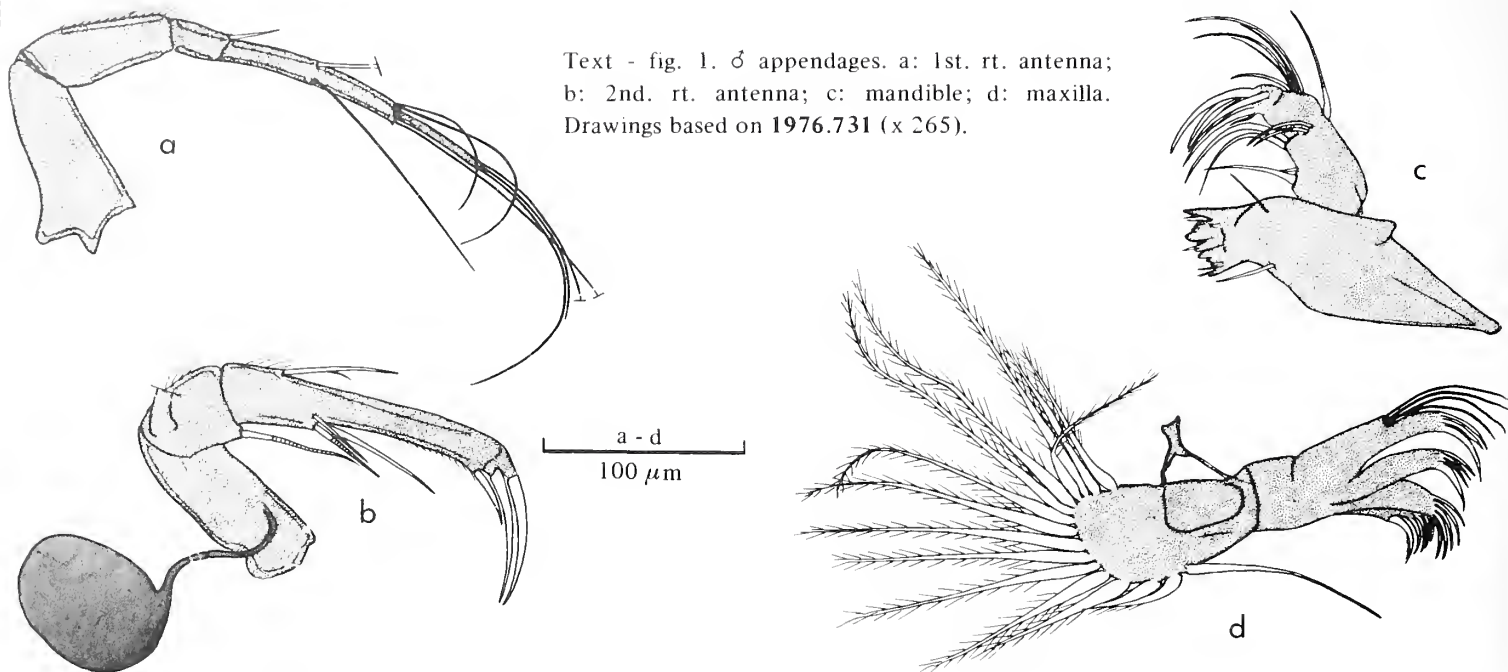 Text - fig. 1. ♂ appendages. a: 1st. rt. antenna;
b: 2nd. rt. antenna; c: mandible; d: maxilla.
Drawings based on 1976.731 (x 265).
a
c
a - d
100 μm
b
d